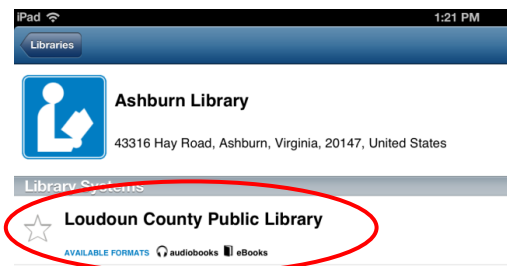 iPad 1:21 PM
Libraries
Ashburn Library
43316 Hay Road, Ashburn, Virginia, 20147, United States
Library Systems
Loudoun County Public Library
AVAILABLE FORMATS audiobooks eBooks